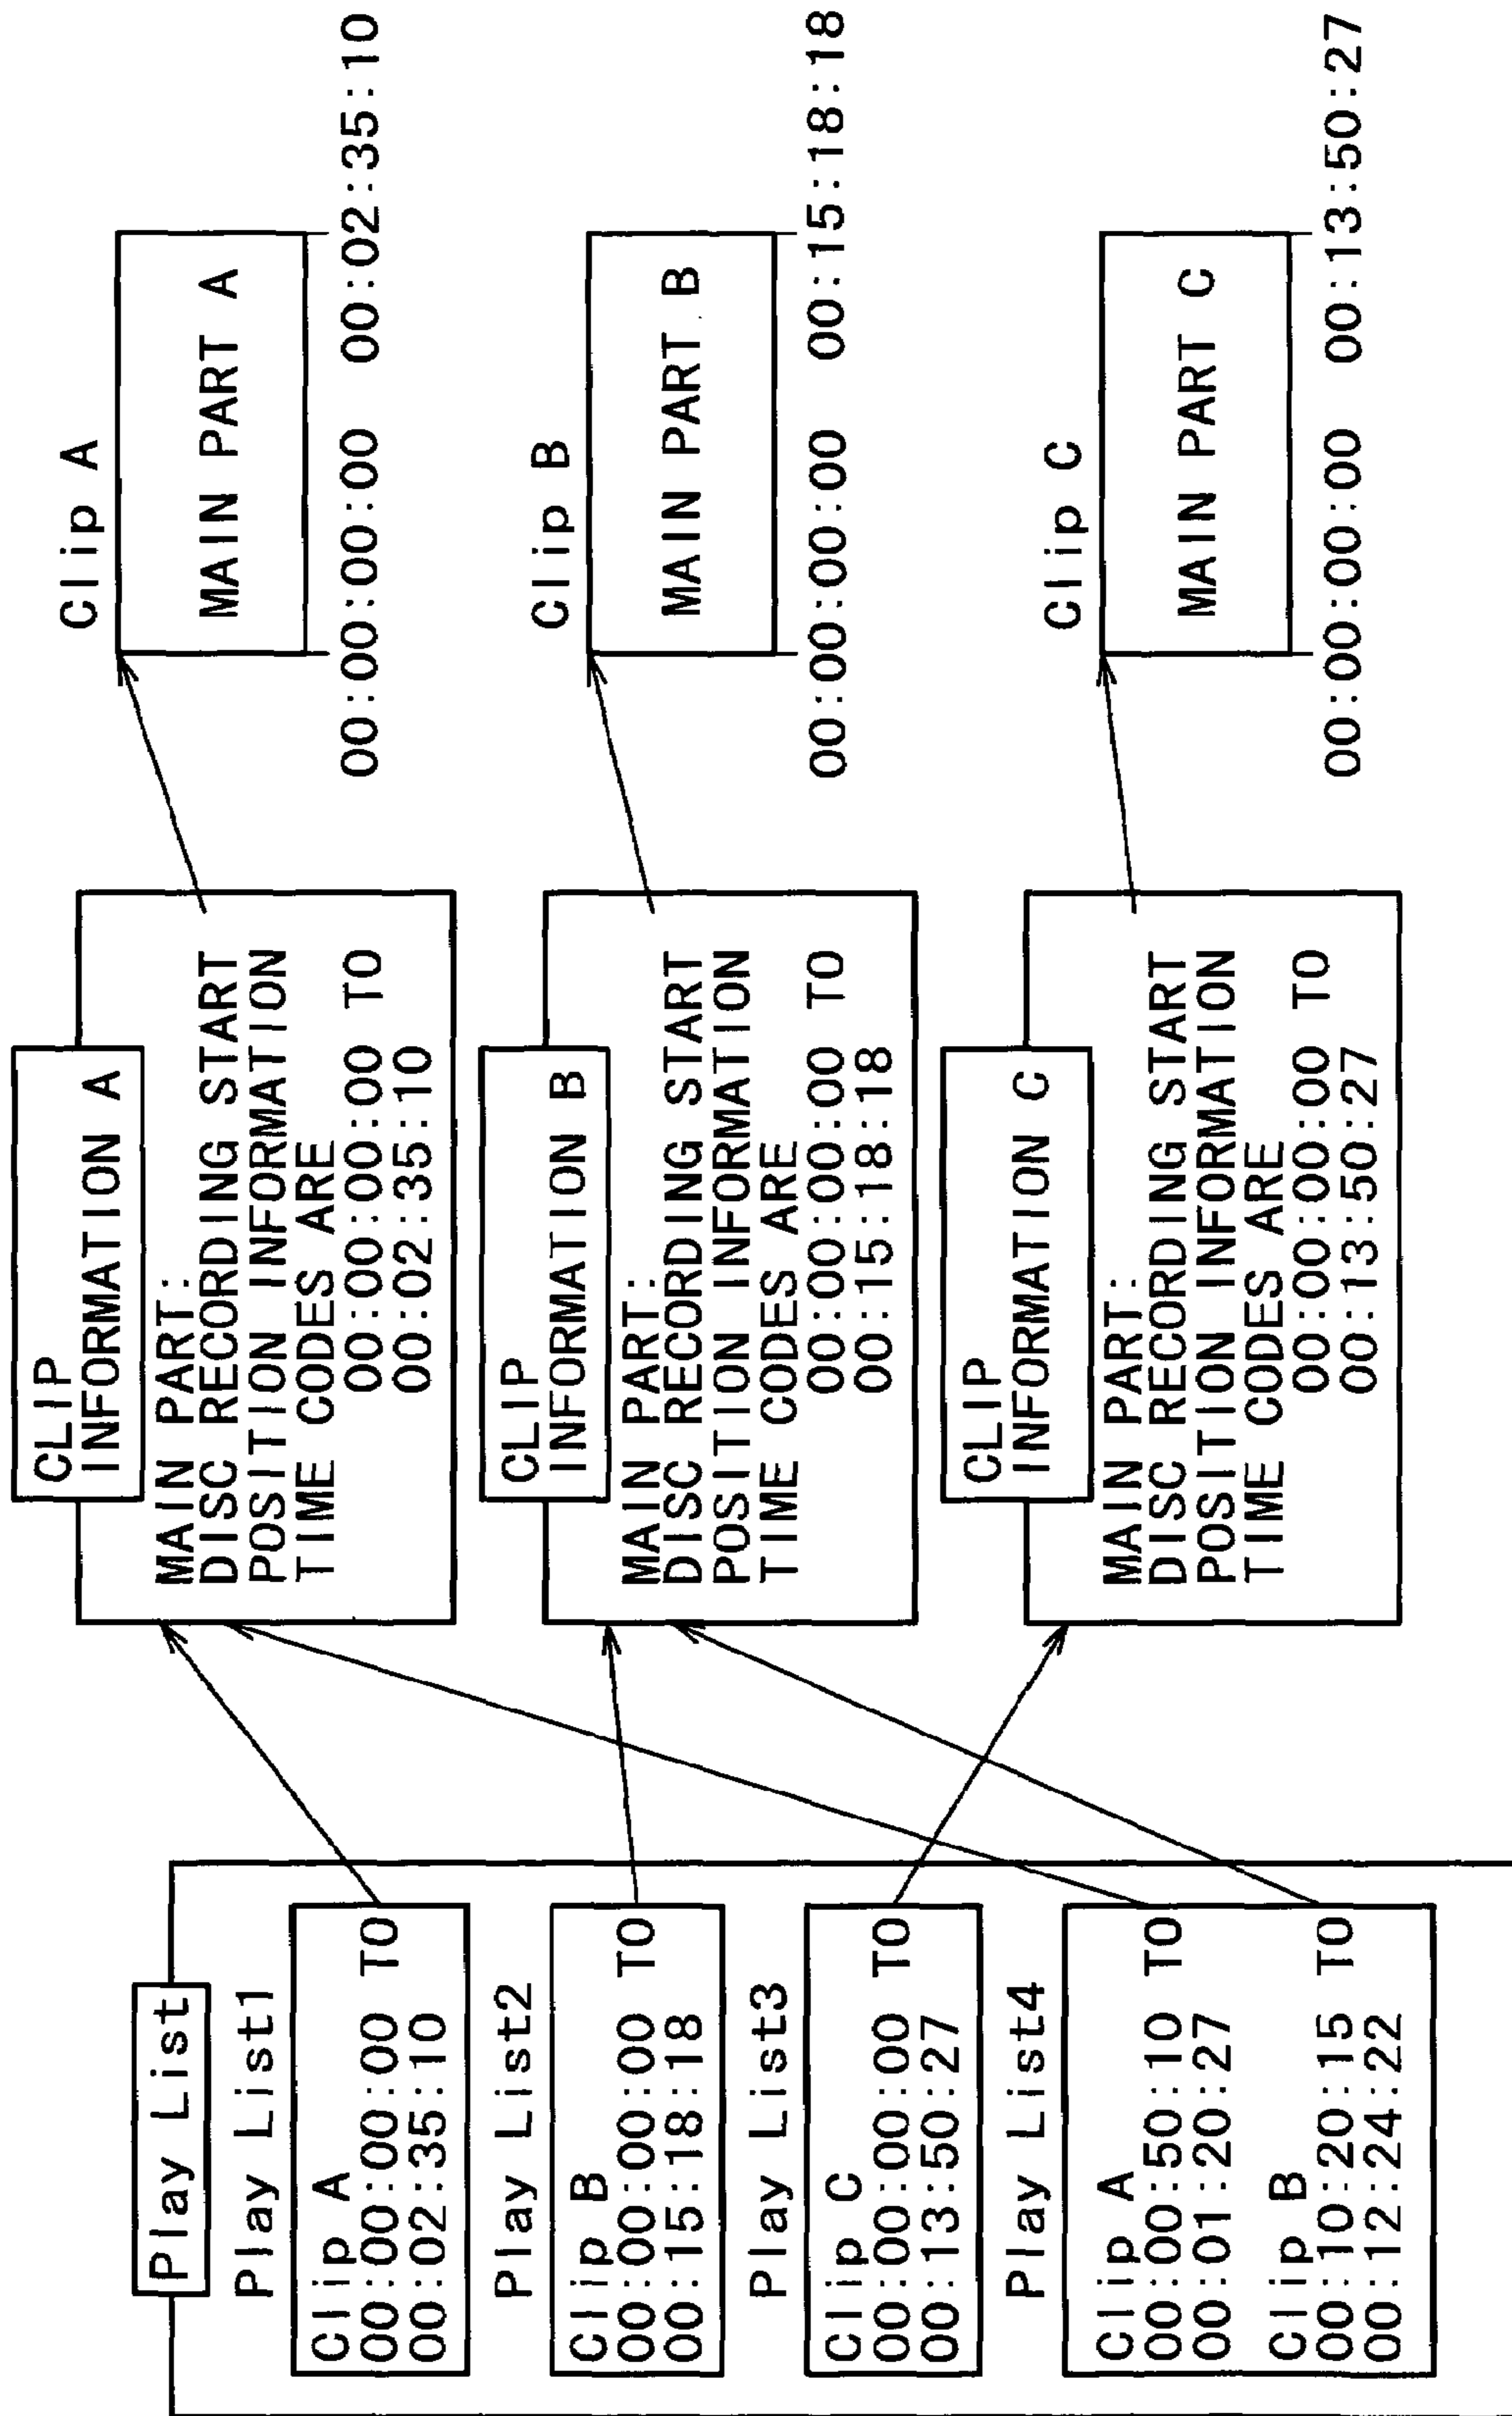 Play List
Play List1
Clip A
00:00:00:00 TO
00:02:35:10
Play List2
Clip B
00:00:00:00 TO
00:15:18:18
Play List3
Clip C
00:00:00:00 TO
00:13:50:27
Play List4
Clip A
00:00:50:10 TO
00:01:20:27
Clip B
00:10:20:15 TO
00:12:24:22
CLIP
INFORMATION A
MAIN PART:
DISC RECORDING START
POSITION INFORMATION
TIME CODES ARE
00:00:00:00 TO
00:02:35:10
CLIP
INFORMATION B
MAIN PART:
DISC RECORDING START
POSITION INFORMATION
TIME CODES ARE
00:00:00:00 TO
00:15:18:18
CLIP
INFORMATION C
MAIN PART:
DISC RECORDING START
POSITION INFORMATION
TIME CODES ARE
00:00:00:00 TO
00:13:50:27
Clip A
MAIN PART A
00:00:00:00 00:02:35:10
Clip B
MAIN PART B
00:00:00:00 00:15:18:18
Clip C
MAIN PART C
00:00:00:00 00:13:50:27